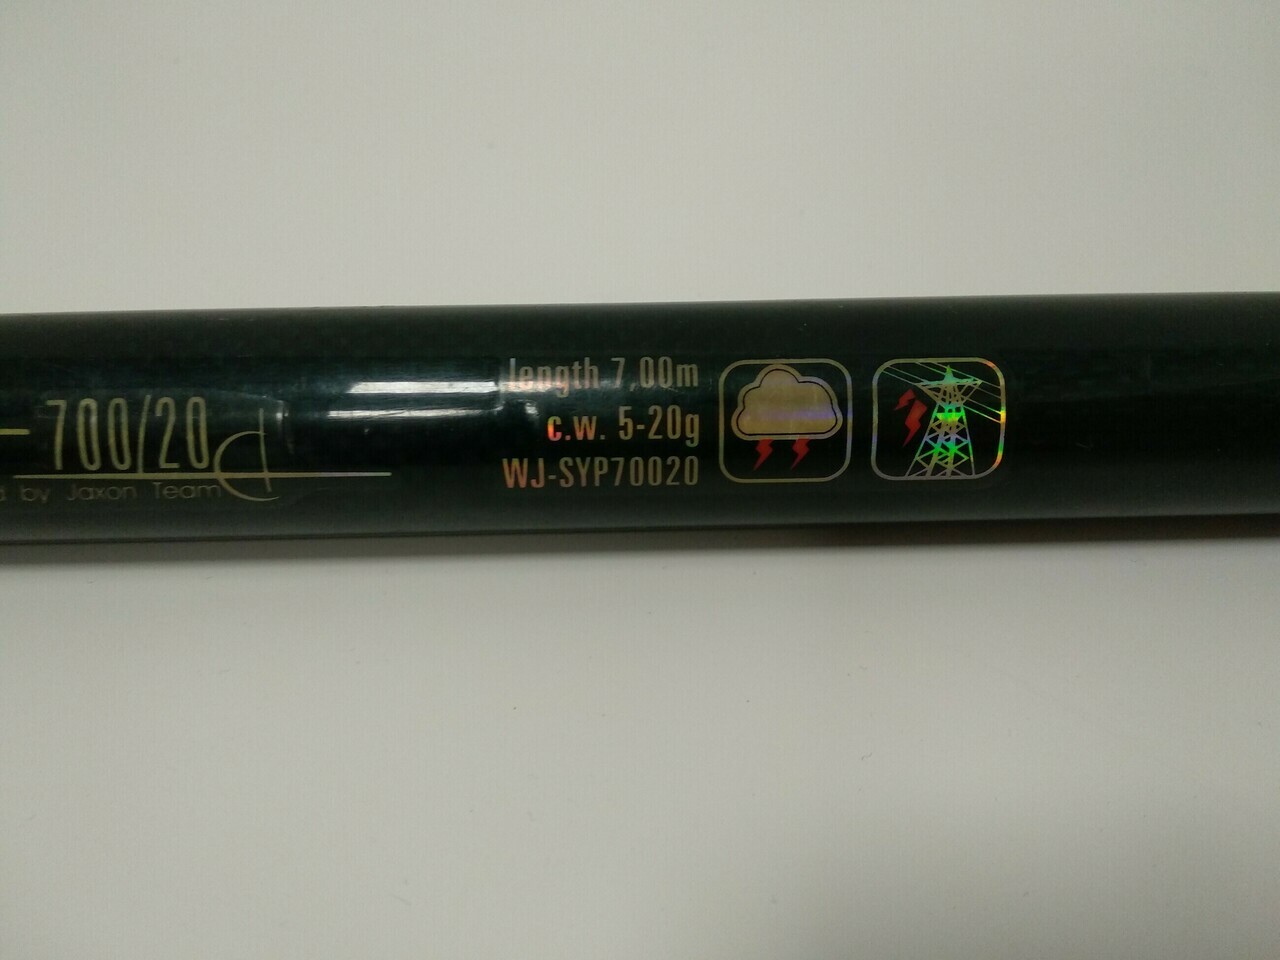 700/20
by Jaxon Team
length 7,00m
c.w. 5-20g
WJ-SYP70020